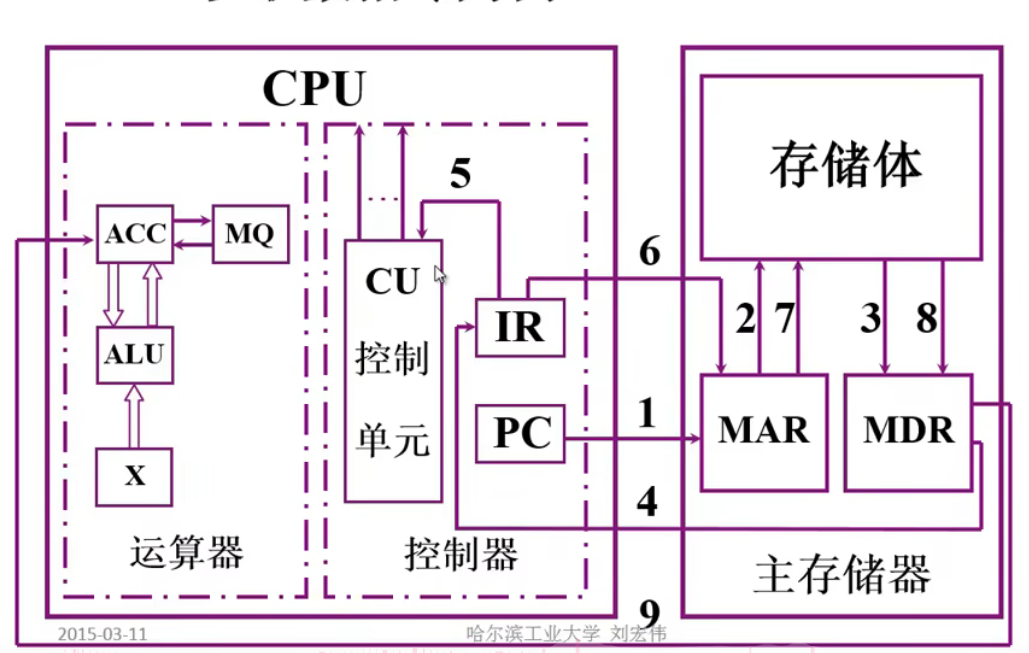 CPU
存储体
5
……
ACC
MQ
CU
控制
单元
6
2
7
3
8
IR
ALU
PC
1
MAR
MDR
X
4
运算器
控制器
主存储器
9
2015-03-11
哈尔滨工业大学 刘宏伟